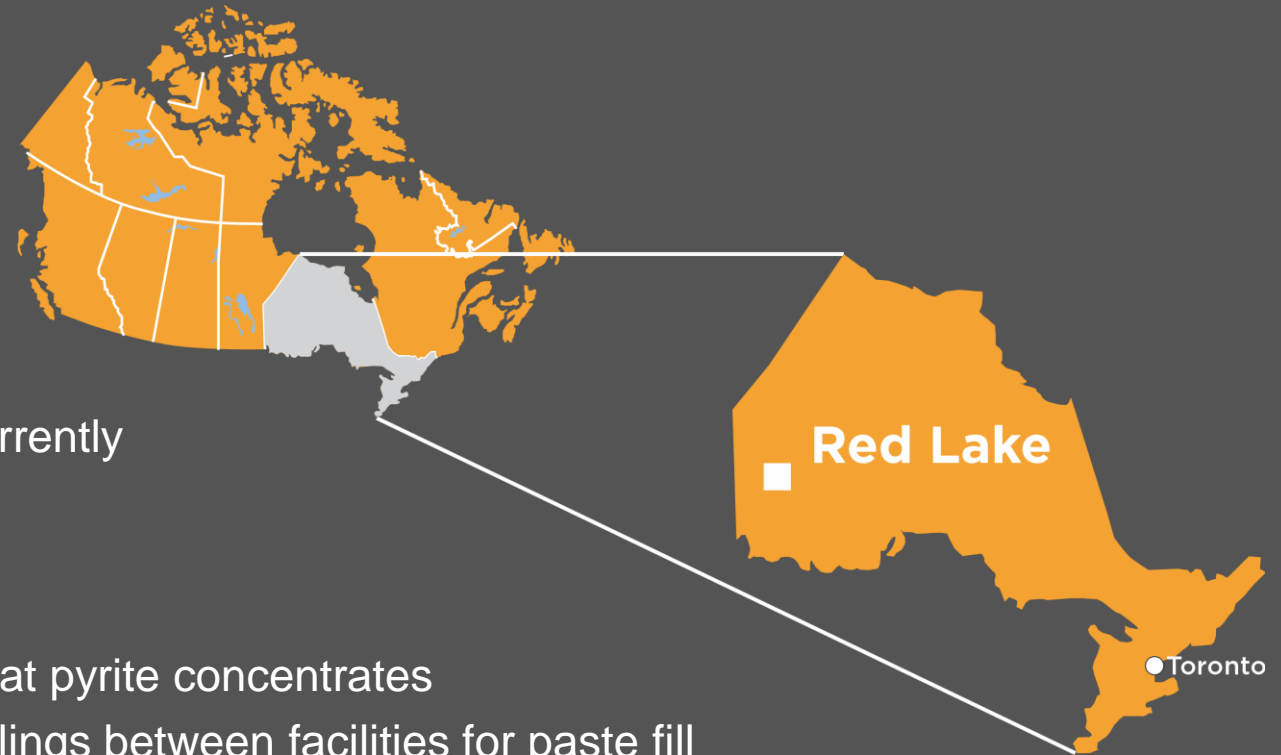 rrently
Red Lake
Toronto
at pyrite concentrates
lings between facilities for paste fill